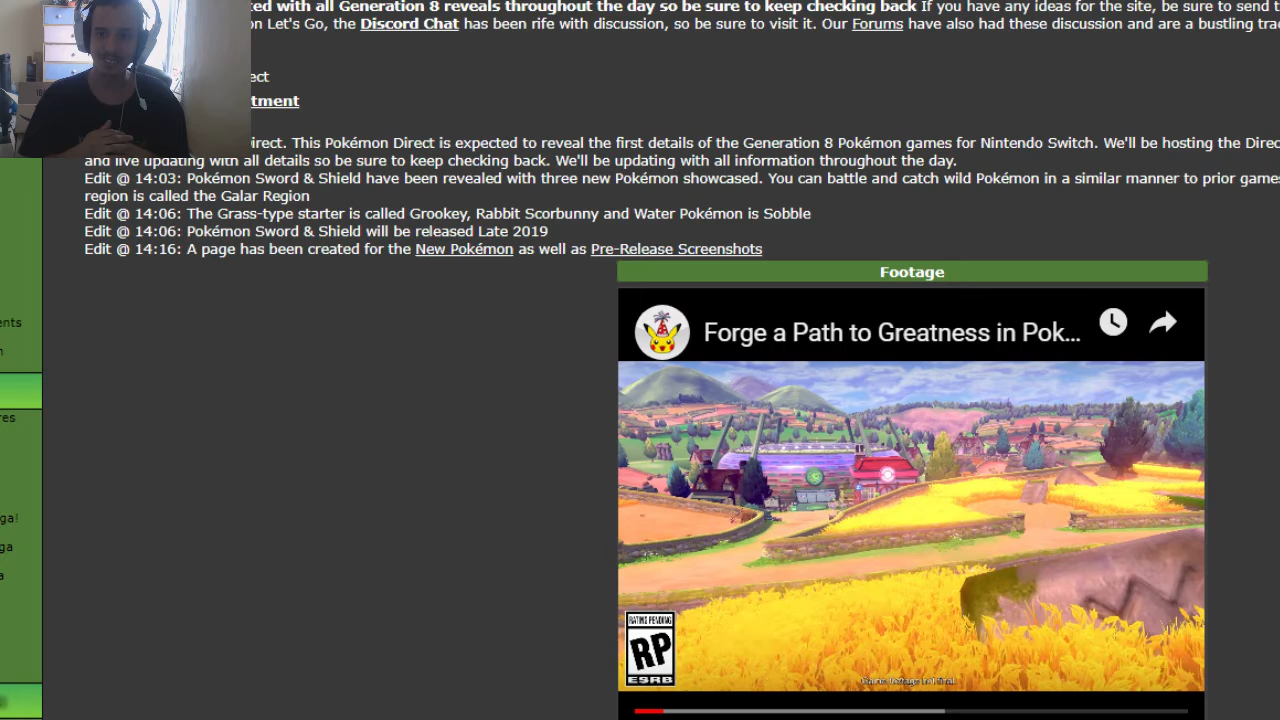 ted with all Generation 8 reveals throughout the day so be sure to keep checking back If you have any ideas for the site, be sure to send t
on Let's Go, the Discord Chat has been rife with discussion, so be sure to visit it. Our Forums have also had these discussion and are a bustling tra
ect
tment
irect. This Pokémon Direct is expected to reveal the first details of the Generation 8 Pokémon games for Nintendo Switch. We'll be hosting the Direc
and live updating with all details so be sure to keep checking back. We'll be updating with all information throughout the day.
Edit @ 14:03: Pokémon Sword & Shield have been revealed with three new Pokémon showcased. You can battle and catch wild Pokémon in a similar manner to prior games
region is called the Galar Region
Edit @ 14:06: The Grass-type starter is called Grookey, Rabbit Scorbunny and Water Pokémon is Sobble
Edit @ 14:06: Pokémon Sword & Shield will be released Late 2019
Edit @ 14:16: A page has been created for the New Pokémon as well as Pre-Release Screenshots
Footage
Forge a Path to Greatness in Pok...
ents
n
res
ga!
ga
a
RATING PENDING
RP
ESRB